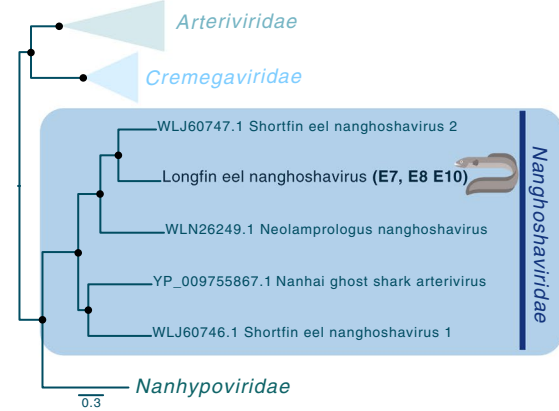 Arteriviridae
Cremegaviridae
WLJ60747.1 Shortfin eel nanghoshavirus 2
Longfin eel nanghoshavirus (E7, E8 E10)
WLN26249.1 Neolamprologus nanghoshavirus
YP_009755867.1 Nanhai ghost shark arterivirus
WLJ60746.1 Shortfin eel nanghoshavirus 1
Nanghoshaviridae
Nanhypoviridae
0.3